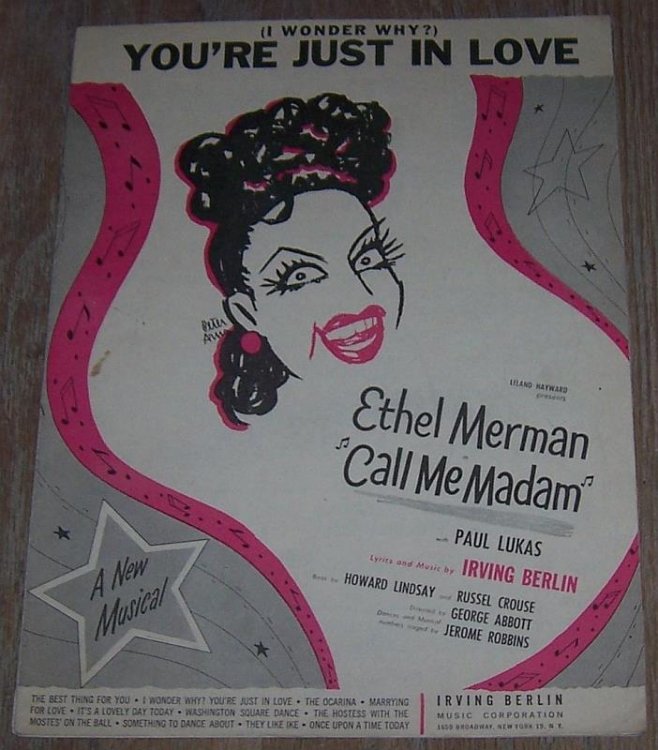 (I WONDER WHY?)
YOU'RE JUST IN LOVE
Peter
Arno
LELAND HAYWARD
presents
Ethel Merman
"Call Me Madam"
with PAUL LUKAS
Lyrics and Music by IRVING BERLIN
Book by HOWARD LINDSAY and RUSSEL CROUSE
Directed by GEORGE ABBOTT
Dances and Musical
numbers staged by JEROME ROBBINS
A New
Musical
THE BEST THING FOR YOU • I WONDER WHY? YOU'RE JUST IN LOVE • THE OCARINA • MARRYING
FOR LOVE • IT'S A LOVELY DAY TODAY • WASHINGTON SQUARE DANCE • THE HOSTESS WITH THE
MOSTES' ON THE BALL • SOMETHING TO DANCE ABOUT • THEY LIKE IKE • ONCE UPON A TIME TODAY
IRVING BERLIN
MUSIC CORPORATION
1650 BROADWAY, NEW YORK 19, N. Y.